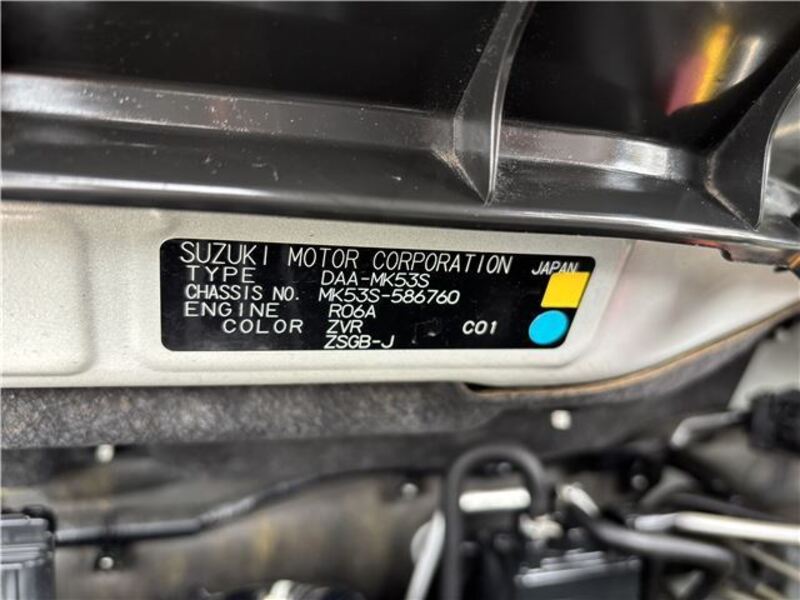 SUZUKI MOTOR CORPORATION JAPAN
TYPE DAA-MK53S
CHASSIS NO. MK53S-586760
ENGINE R06A
COLOR ZVR C01
ZSGB-J